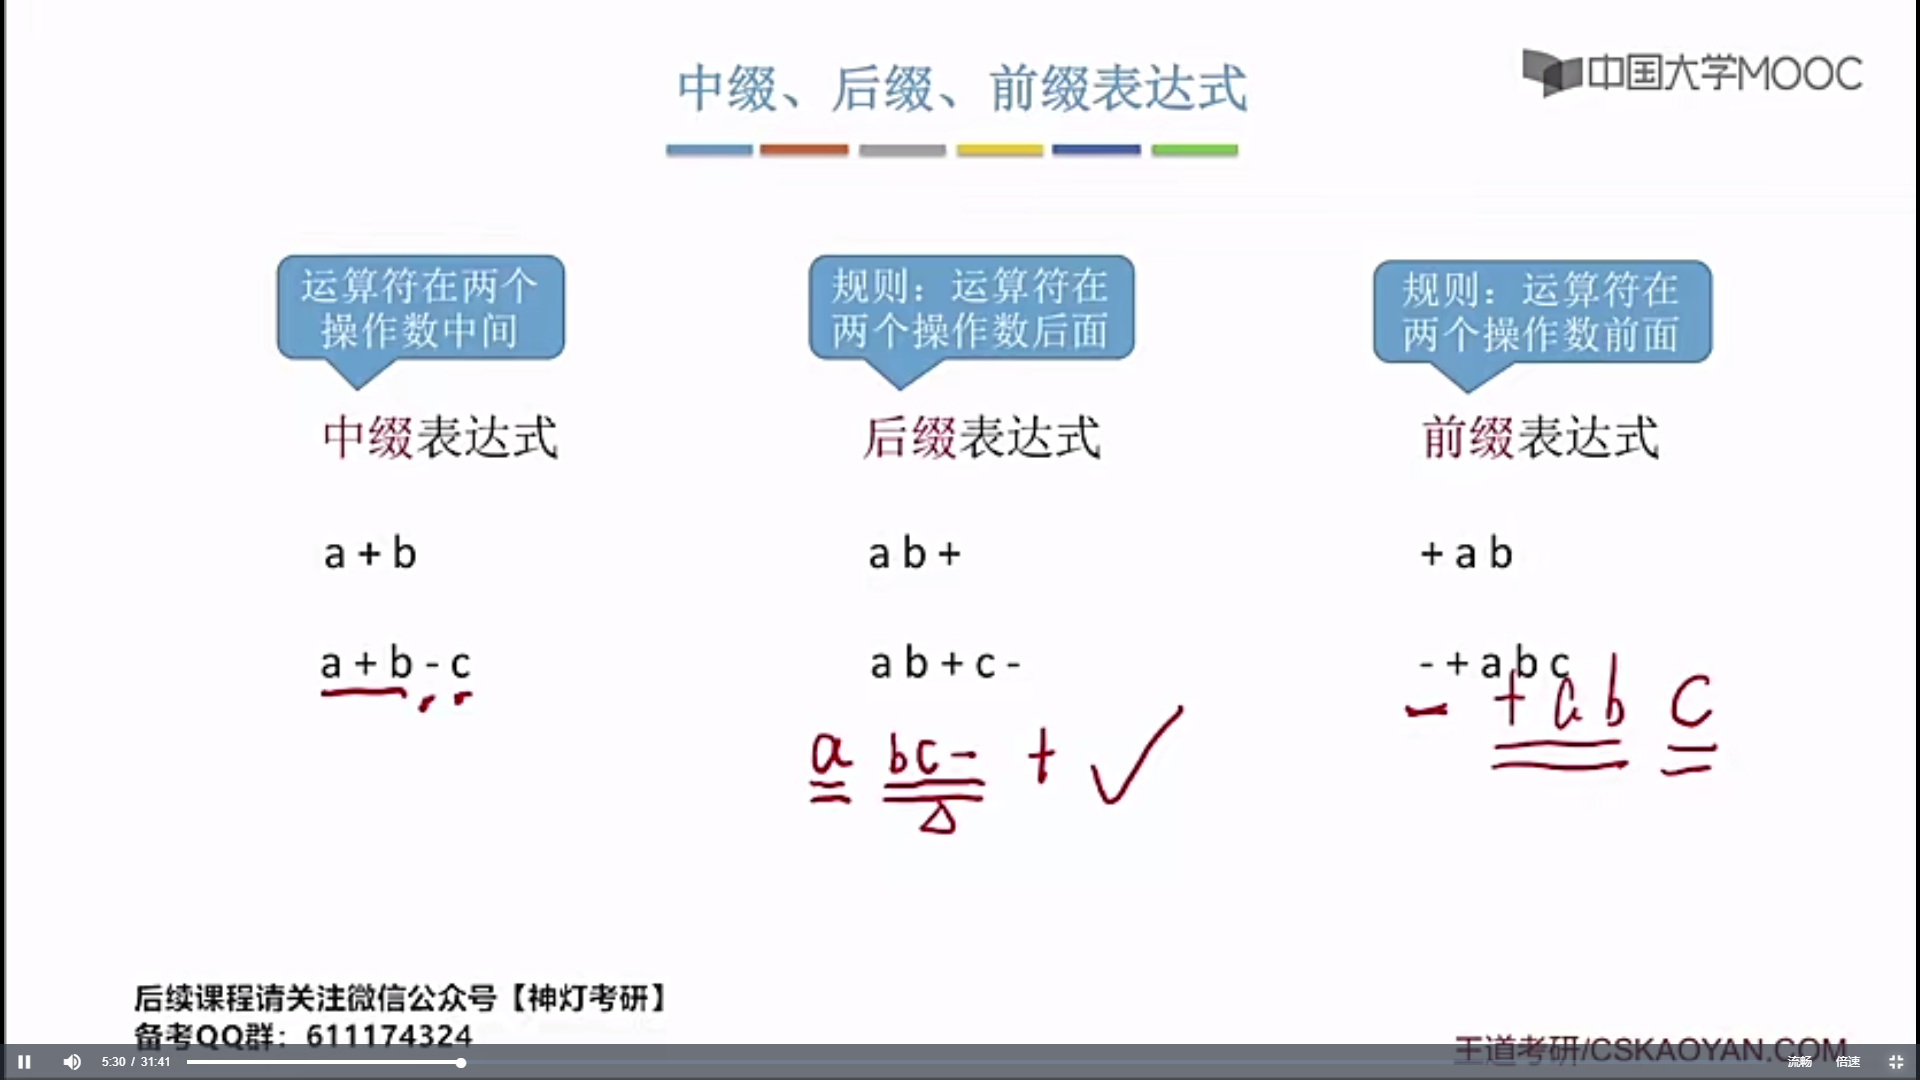 中缀、后缀、前缀表达式
中国大学MOOC
运算符在两个
操作数中间
规则：运算符在
两个操作数后面
规则：运算符在
两个操作数前面
中缀表达式
后缀表达式
前缀表达式
a + b
a b +
+ a b
a + b - c
a b + c -
- + a b c
- + a b c
a b c - +
后续课程请关注微信公众号【神灯考研】
备考QQ群：611174324
王道考研/CSKAOYAN.COM
5:30 / 31:41
流畅
倍速